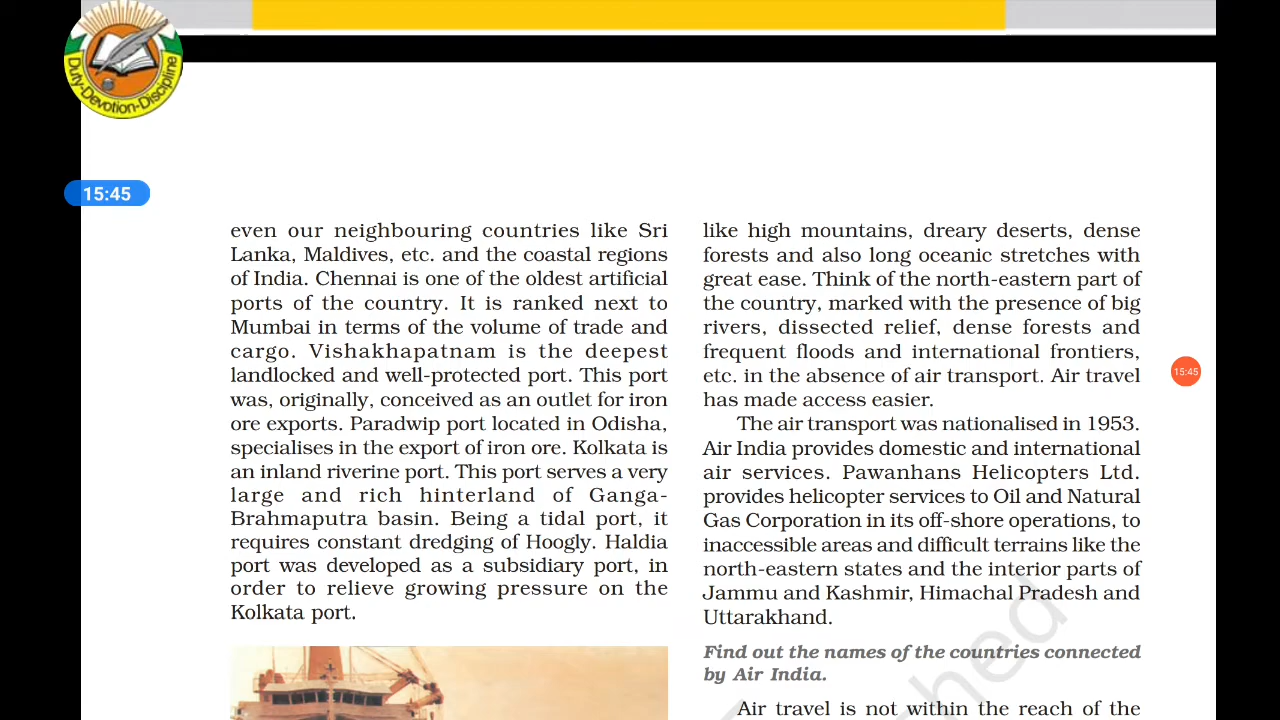 Duty-Devotion-Discipline
15:45
even our neighbouring countries like Sri
Lanka, Maldives, etc. and the coastal regions
of India. Chennai is one of the oldest artificial
ports of the country. It is ranked next to
Mumbai in terms of the volume of trade and
cargo. Vishakhapatnam is the deepest
landlocked and well-protected port. This port
was, originally, conceived as an outlet for iron
ore exports. Paradwip port located in Odisha,
specialises in the export of iron ore. Kolkata is
an inland riverine port. This port serves a very
large and rich hinterland of Ganga-
Brahmaputra basin. Being a tidal port, it
requires constant dredging of Hoogly. Haldia
port was developed as a subsidiary port, in
order to relieve growing pressure on the
Kolkata port.
like high mountains, dreary deserts, dense
forests and also long oceanic stretches with
great ease. Think of the north-eastern part of
the country, marked with the presence of big
rivers, dissected relief, dense forests and
frequent floods and international frontiers,
etc. in the absence of air transport. Air travel
has made access easier.
The air transport was nationalised in 1953.
Air India provides domestic and international
air services. Pawanhans Helicopters Ltd.
provides helicopter services to Oil and Natural
Gas Corporation in its off-shore operations, to
inaccessible areas and difficult terrains like the
north-eastern states and the interior parts of
Jammu and Kashmir, Himachal Pradesh and
Uttarakhand.
Find out the names of the countries connected
by Air India.
Air travel is not within the reach of the
15:45